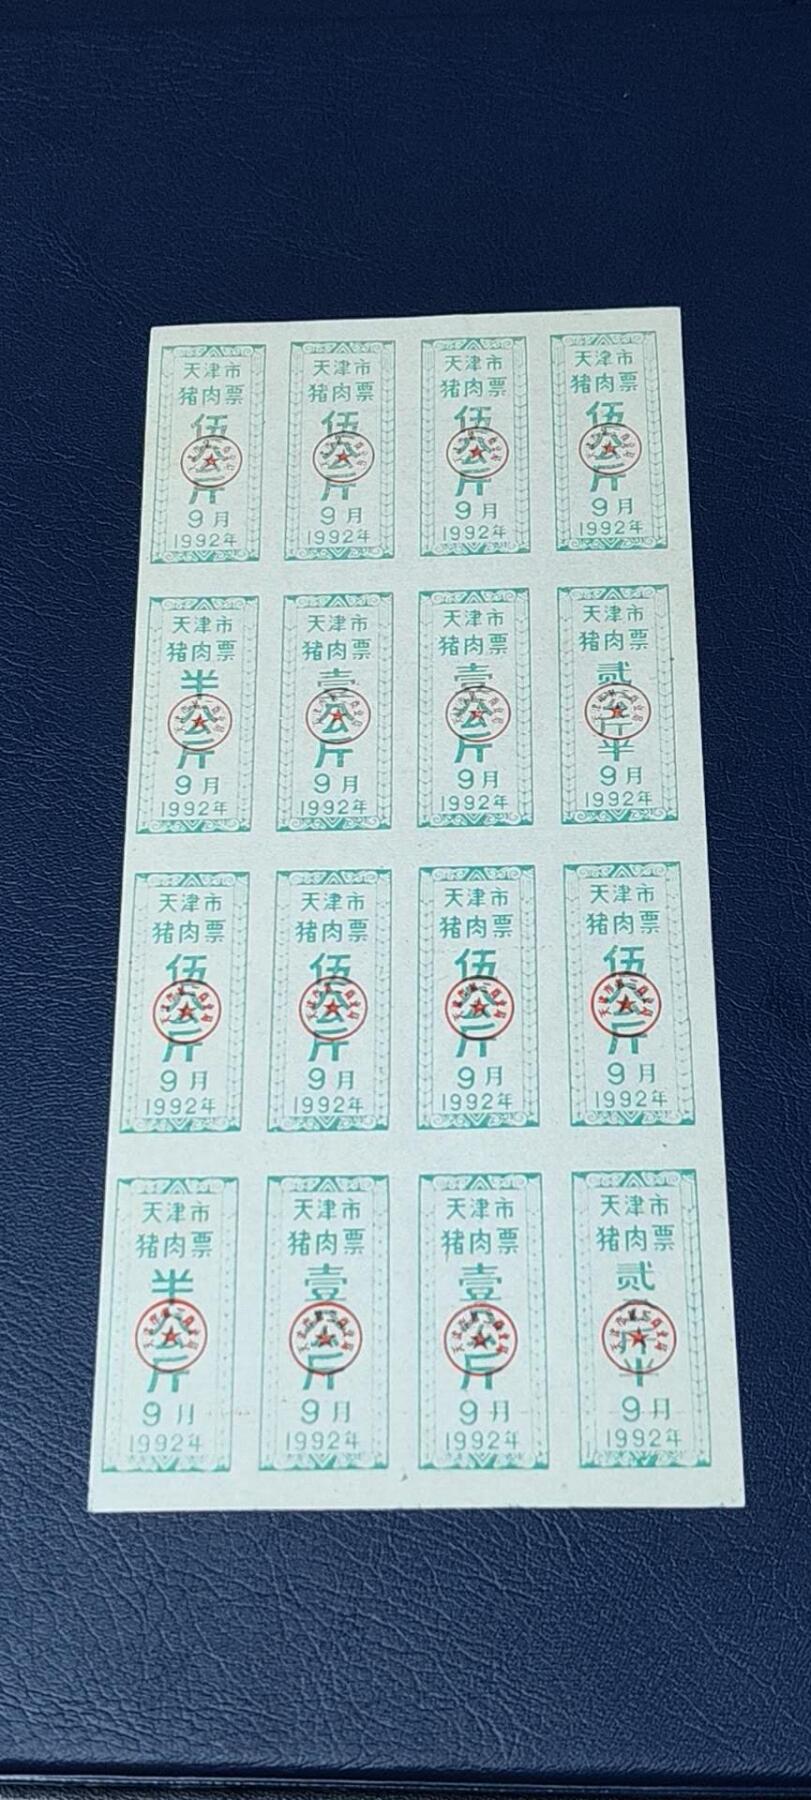 天津市 天津市 天津市 天津市
猪肉票 猪肉票 猪肉票 猪肉票
伍公斤 伍公斤 伍公斤 伍公斤
9月 9月 9月 9月
1992年 1992年 1992年 1992年
天津市 天津市 天津市 天津市
猪肉票 猪肉票 猪肉票 猪肉票
半公斤 壹公斤 壹公斤 贰公斤半
9月 9月 9月 9月
1992年 1992年 1992年 1992年
天津市 天津市 天津市 天津市
猪肉票 猪肉票 猪肉票 猪肉票
伍公斤 伍公斤 伍公斤 伍公斤
9月 9月 9月 9月
1992年 1992年 1992年 1992年
天津市 天津市 天津市 天津市
猪肉票 猪肉票 猪肉票 猪肉票
半公斤 壹公斤 壹公斤 贰公斤半
9月 9月 9月 9月
1992年 1992年 1992年 1992年